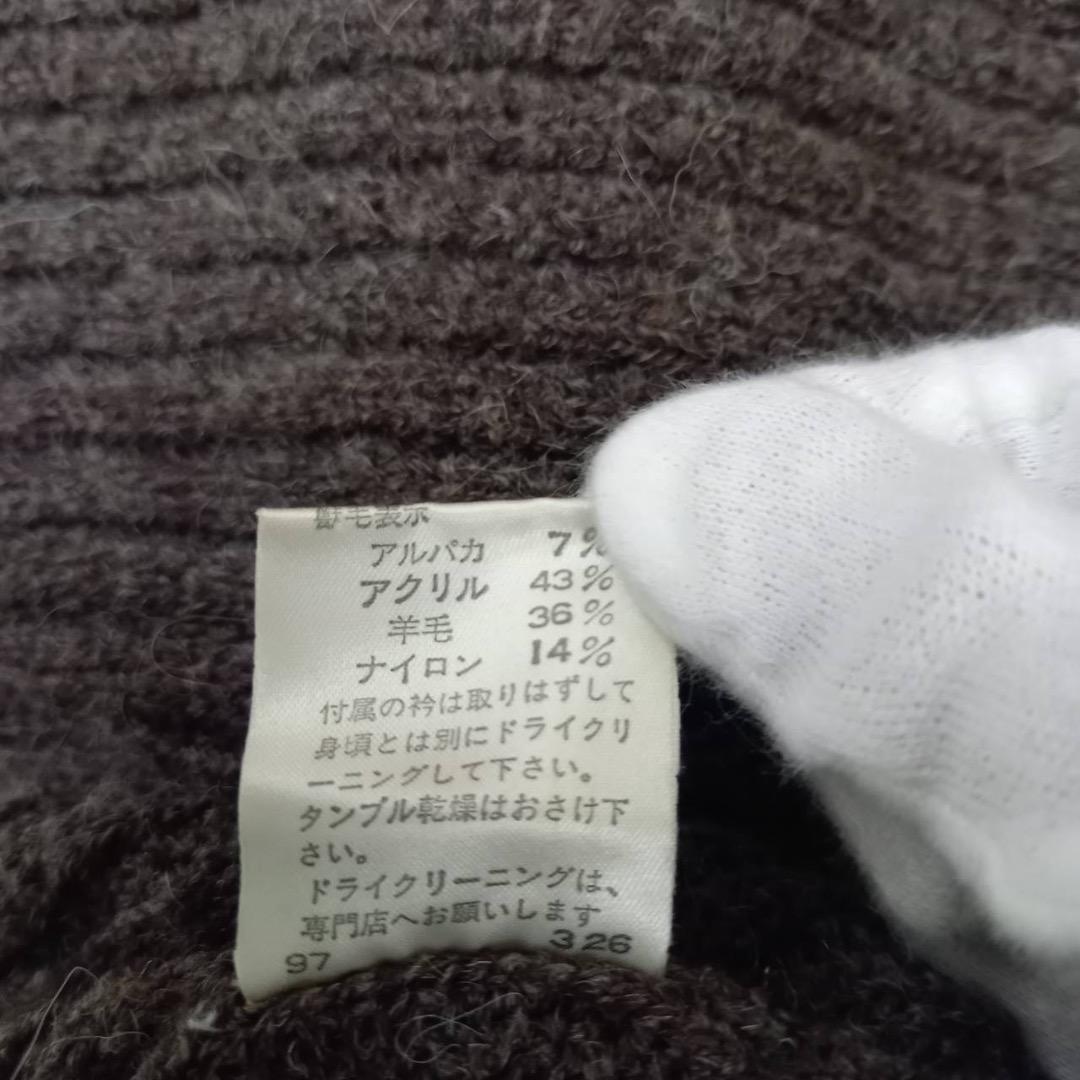 獣毛表示
アルパカ 7%
アクリル 43%
羊毛 36%
ナイロン 14%
付属の衿は取りはずして
身頃とは別にドライクリ
ーニングして下さい。
タンブル乾燥はおさけ下
さい。
ドライクリーニングは、
専門店へお願いします
97 326